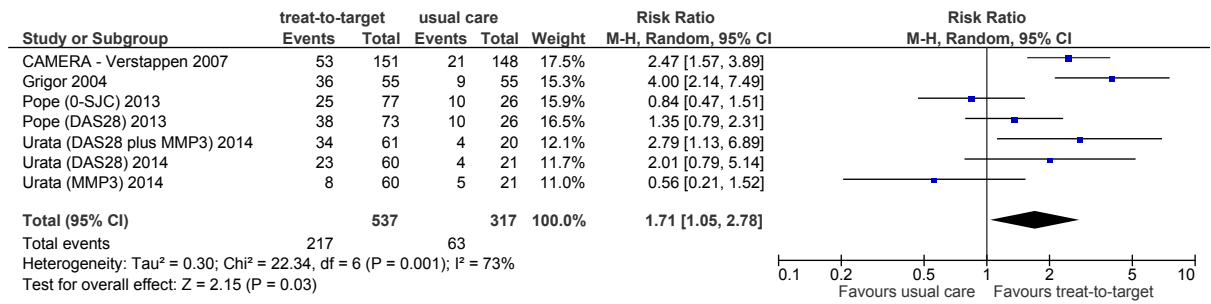 treat-to-target usual care Risk Ratio Risk Ratio
Study or Subgroup Events Total Events Total Weight M-H, Random, 95% CI M-H, Random, 95% CI
CAMERA - Verstappen 2007 53 151 21 148 17.5% 2.47 [1.57, 3.89]
Grigor 2004 36 55 9 55 15.3% 4.00 [2.14, 7.49]
Pope (0-SJC) 2013 25 77 10 26 15.9% 0.84 [0.47, 1.51]
Pope (DAS28) 2013 38 73 10 26 16.5% 1.35 [0.79, 2.31]
Urata (DAS28 plus MMP3) 2014 34 61 4 20 12.1% 2.79 [1.13, 6.89]
Urata (DAS28) 2014 23 60 4 21 11.7% 2.01 [0.79, 5.14]
Urata (MMP3) 2014 8 60 5 21 11.0% 0.56 [0.21, 1.52]
Total (95% CI) 537 317 100.0% 1.71 [1.05, 2.78]
Total events 217 63
Heterogeneity: Tau² = 0.30; Chi² = 22.34, df = 6 (P = 0.001); I² = 73%
Test for overall effect: Z = 2.15 (P = 0.03)
0.1 0.2 0.5 1 2 5 10
Favours usual care Favours treat-to-target